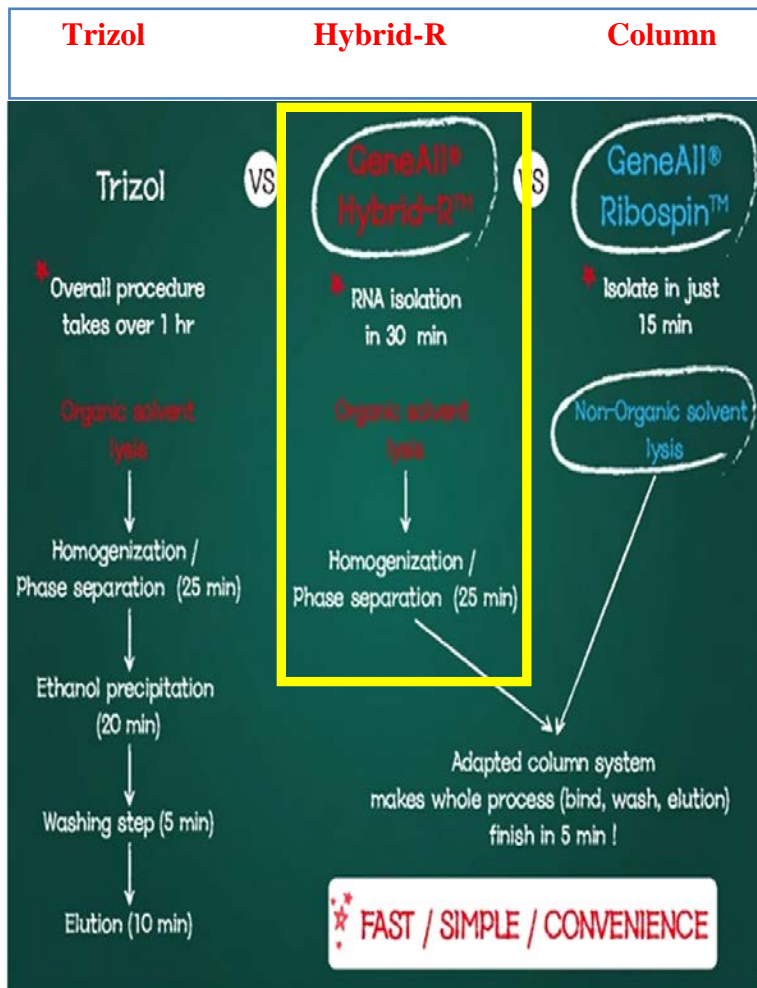 Trizol Hybrid-R Column
Trizol
VS
GeneAll®
Hybrid-R™
VS
GeneAll®
Ribospin™
Overall procedure
takes over 1 hr
RNA isolation
in 30 min
Isolate in just
15 min
Organic solvent
lysis
Organic solvent
lysis
Non-Organic solvent
lysis
Homogenization /
Phase separation (25 min)
Homogenization /
Phase separation (25 min)
Ethanol precipitation
(20 min)
Washing step (5 min)
Elution (10 min)
Adapted column system
makes whole process (bind, wash, elution)
finish in 5 min !
FAST / SIMPLE / CONVENIENCE